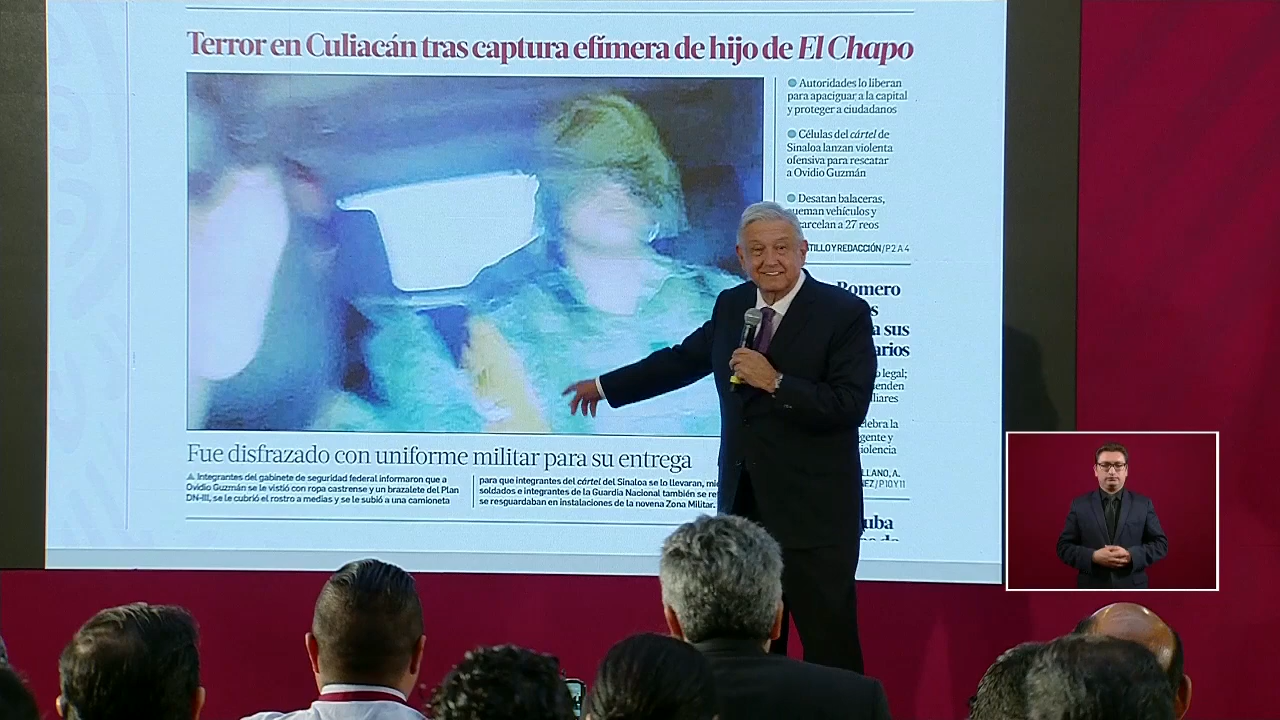 Terror en Culiacán tras captura efímera de hijo de El Chapo
Autoridades lo liberan
para apaciguar a la capital
y proteger a ciudadanos
Células del cártel de
Sinaloa lanzan violenta
ofensiva para rescatar
a Ovidio Guzmán
Desatan balaceras,
vehículos y
a 27 reos
Y REDACCIÓN/P 2 A 4
Romero
a sus
legal;
Fue disfrazado con uniforme militar para su entrega
Integrantes del gabinete de seguridad federal informaron que a
Ovidio Guzmán se le vistió con ropa castrense y un brazalete del Plan
DN-III, se le cubrió el rostro a medias y se le subió a una camioneta
para que integrantes del cártel del Sinaloa se lo llevaran,
soldados e integrantes de la Guardia Nacional también se
se resguardaban en instalaciones de la novena Zona Militar.